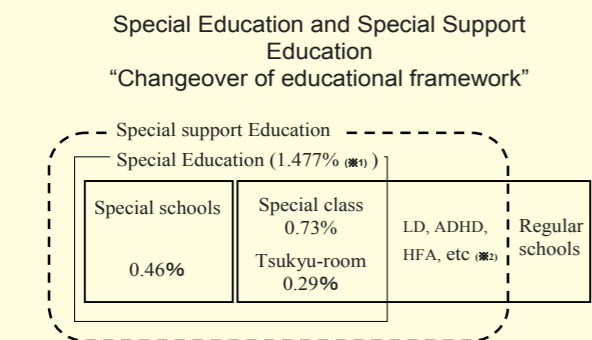 Special Education and Special Support
Education
“Changeover of educational framework”
Special support Education
Special Education (1.477% (※1) )
Special schools
0.46%
Special class
0.73%
Tsukyu-room
0.29%
LD, ADHD,
HFA, etc (※2)
Regular
schools